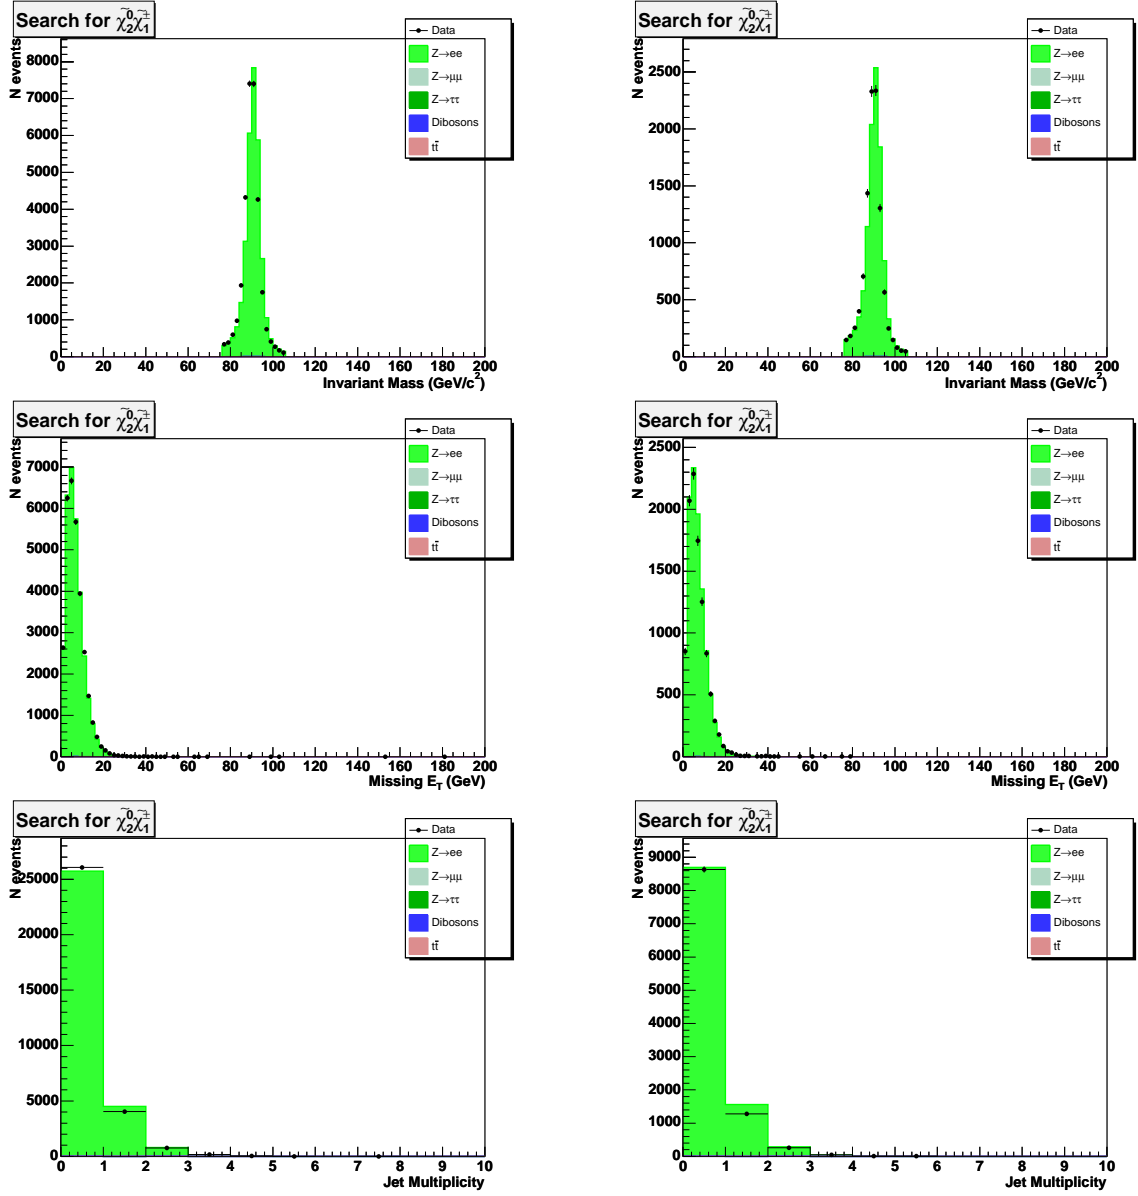 Search for χ̃⁰₂χ̃±₁
N events
8000
7000
6000
5000
4000
3000
2000
1000
0
0 20 40 60 80 100 120 140 160 180 200
Invariant Mass (GeV/c²)
Data
Z→ee
Z→μμ
Z→ττ
Dibosons
tt̄
Search for χ̃⁰₂χ̃±₁
N events
2500
2000
1500
1000
500
0
0 20 40 60 80 100 120 140 160 180 200
Invariant Mass (GeV/c²)
Data
Z→ee
Z→μμ
Z→ττ
Dibosons
tt̄
Search for χ̃⁰₂χ̃±₁
N events
7000
6000
5000
4000
3000
2000
1000
0
0 20 40 60 80 100 120 140 160 180 200
Missing E_T (GeV)
Data
Z→ee
Z→μμ
Z→ττ
Dibosons
tt̄
Search for χ̃⁰₂χ̃±₁
N events
2500
2000
1500
1000
500
0
0 20 40 60 80 100 120 140 160 180 200
Missing E_T (GeV)
Data
Z→ee
Z→μμ
Z→ττ
Dibosons
tt̄
Search for χ̃⁰₂χ̃±₁
N events
25000
20000
15000
10000
5000
0
0 1 2 3 4 5 6 7 8 9 10
Jet Multiplicity
Data
Z→ee
Z→μμ
Z→ττ
Dibosons
tt̄
Search for χ̃⁰₂χ̃±₁
N events
9000
8000
7000
6000
5000
4000
3000
2000
1000
0
0 1 2 3 4 5 6 7 8 9 10
Jet Multiplicity
Data
Z→ee
Z→μμ
Z→ττ
Dibosons
tt̄